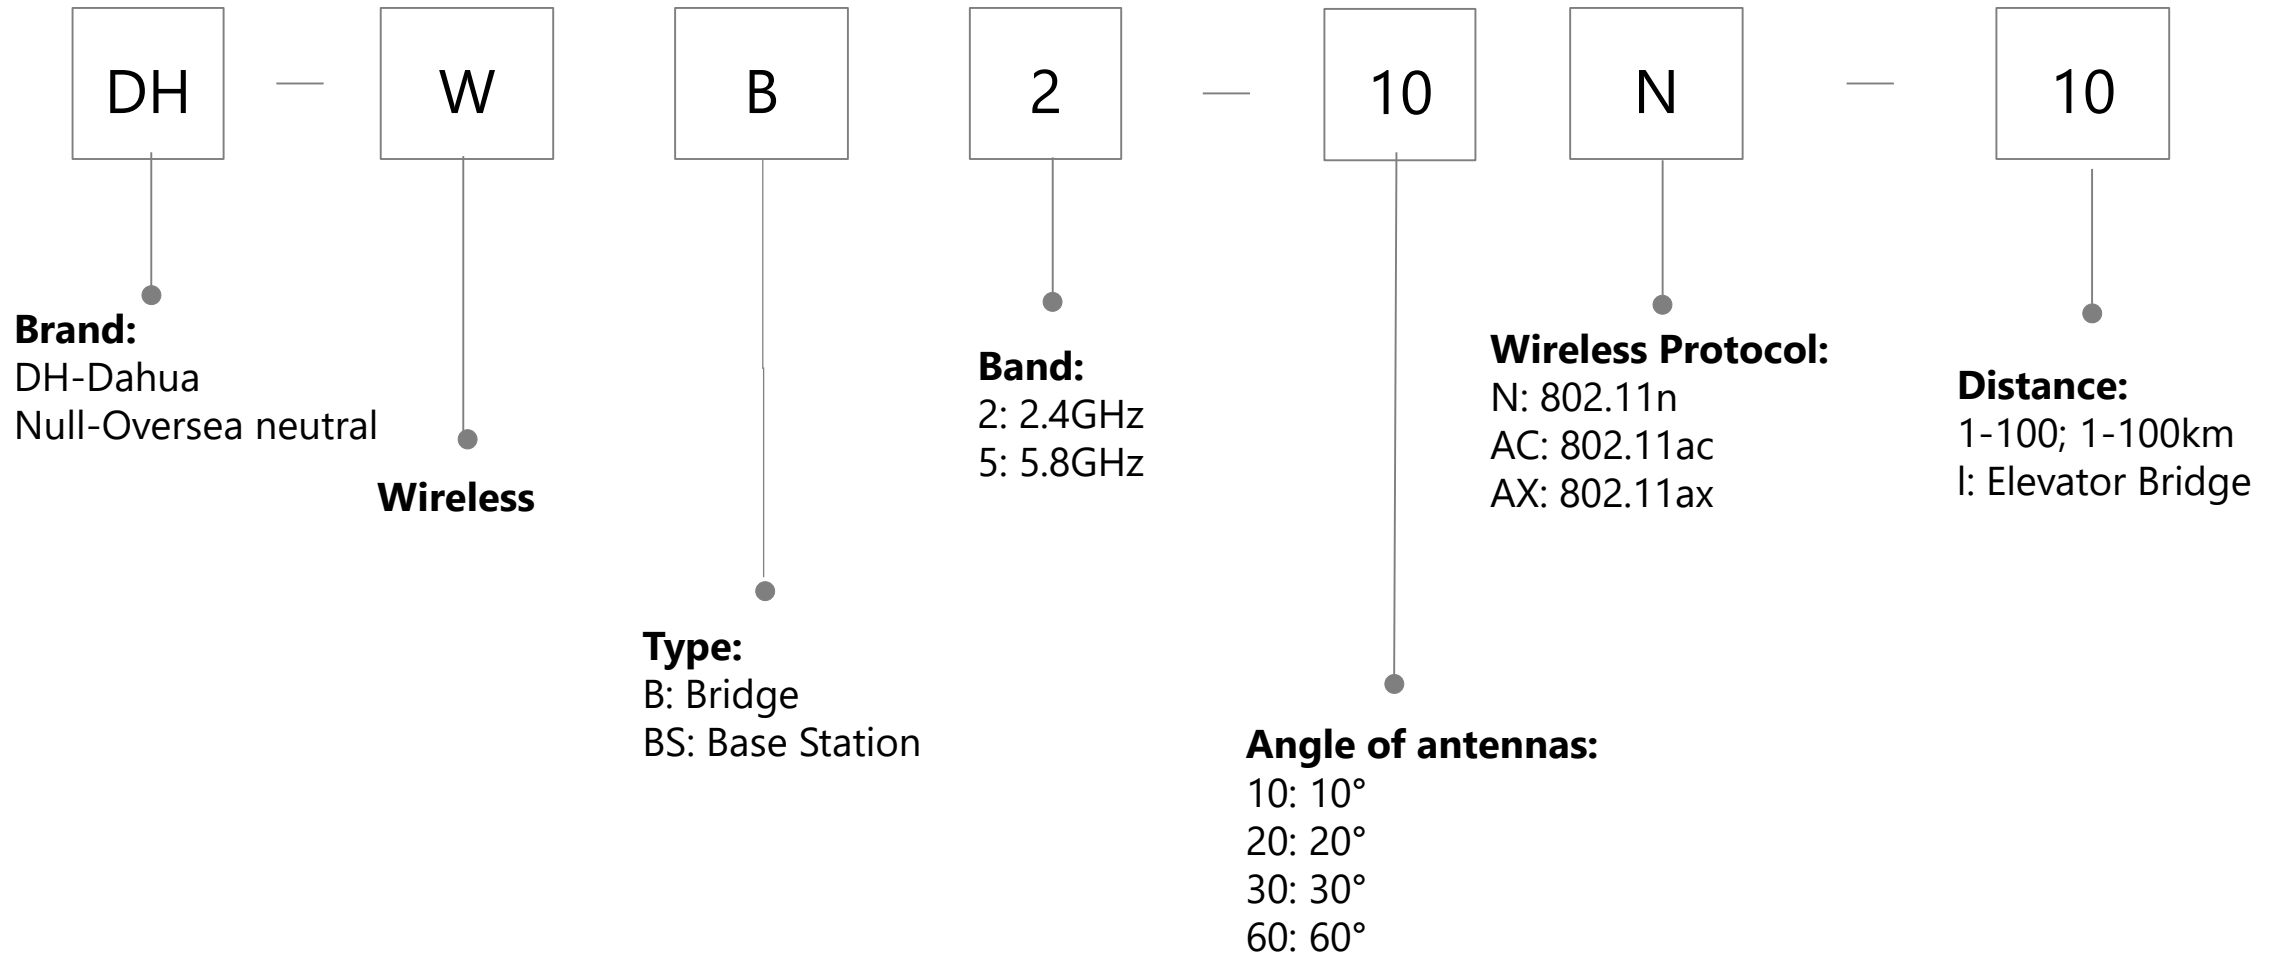 DH — W B 2 — 10 N — 10
Brand:
DH-Dahua
Null-Oversea neutral
Wireless
Type:
B: Bridge
BS: Base Station
Band:
2: 2.4GHz
5: 5.8GHz
Angle of antennas:
10: 10°
20: 20°
30: 30°
60: 60°
Wireless Protocol:
N: 802.11n
AC: 802.11ac
AX: 802.11ax
Distance:
1-100; 1-100km
l: Elevator Bridge